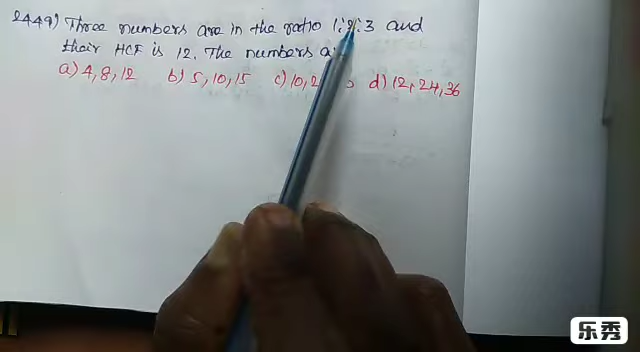 2449) Three numbers are in the ratio 1:2:3 and
their HCF is 12. The numbers
a) 4, 8, 12 b) 5, 10, 15 c) 10, 2 d) 12, 24, 36
乐秀